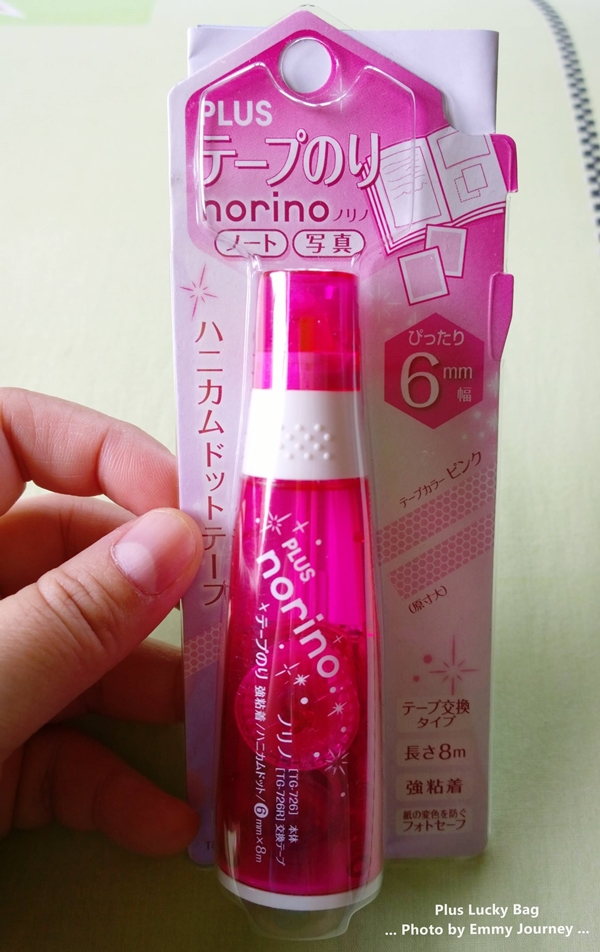 PLUS
テープのり
norino ノリノ
ノート 写真
ハニカムドットテープ
ぴったり
6mm
幅
テープカラー ピンク
(原寸大)
PLUS
norino
テープのり 強粘着/ハニカムドット/6mm×8m
ノリノ [TG-726] 本体
[TG-726R] 交換テープ
テープ交換
タイプ
長さ8m
強粘着
紙の変色を防ぐ
フォトセーフ
Plus Lucky Bag
... Photo by Emmy Journey ...